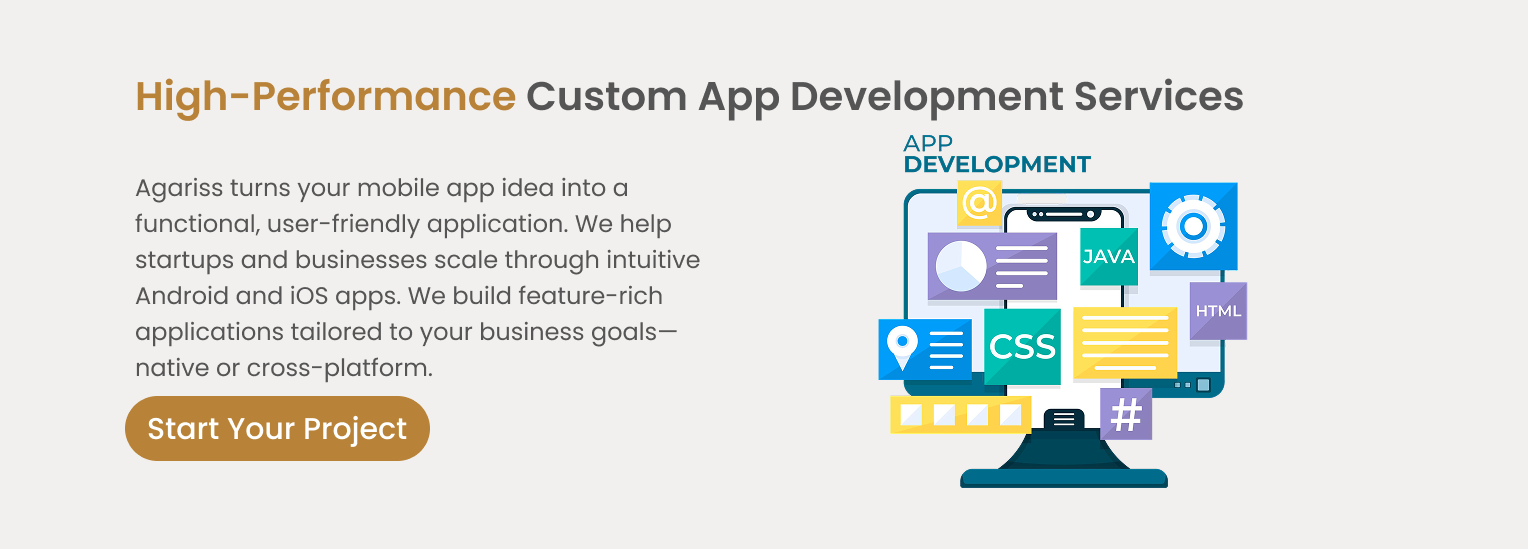 High-Performance Custom App Development Services
Agariss turns your mobile app idea into a
functional, user-friendly application. We help
startups and businesses scale through intuitive
Android and iOS apps. We build feature-rich
applications tailored to your business goals—
native or cross-platform.
Start Your Project
APP
DEVELOPMENT
@
JAVA
HTML
CSS
#